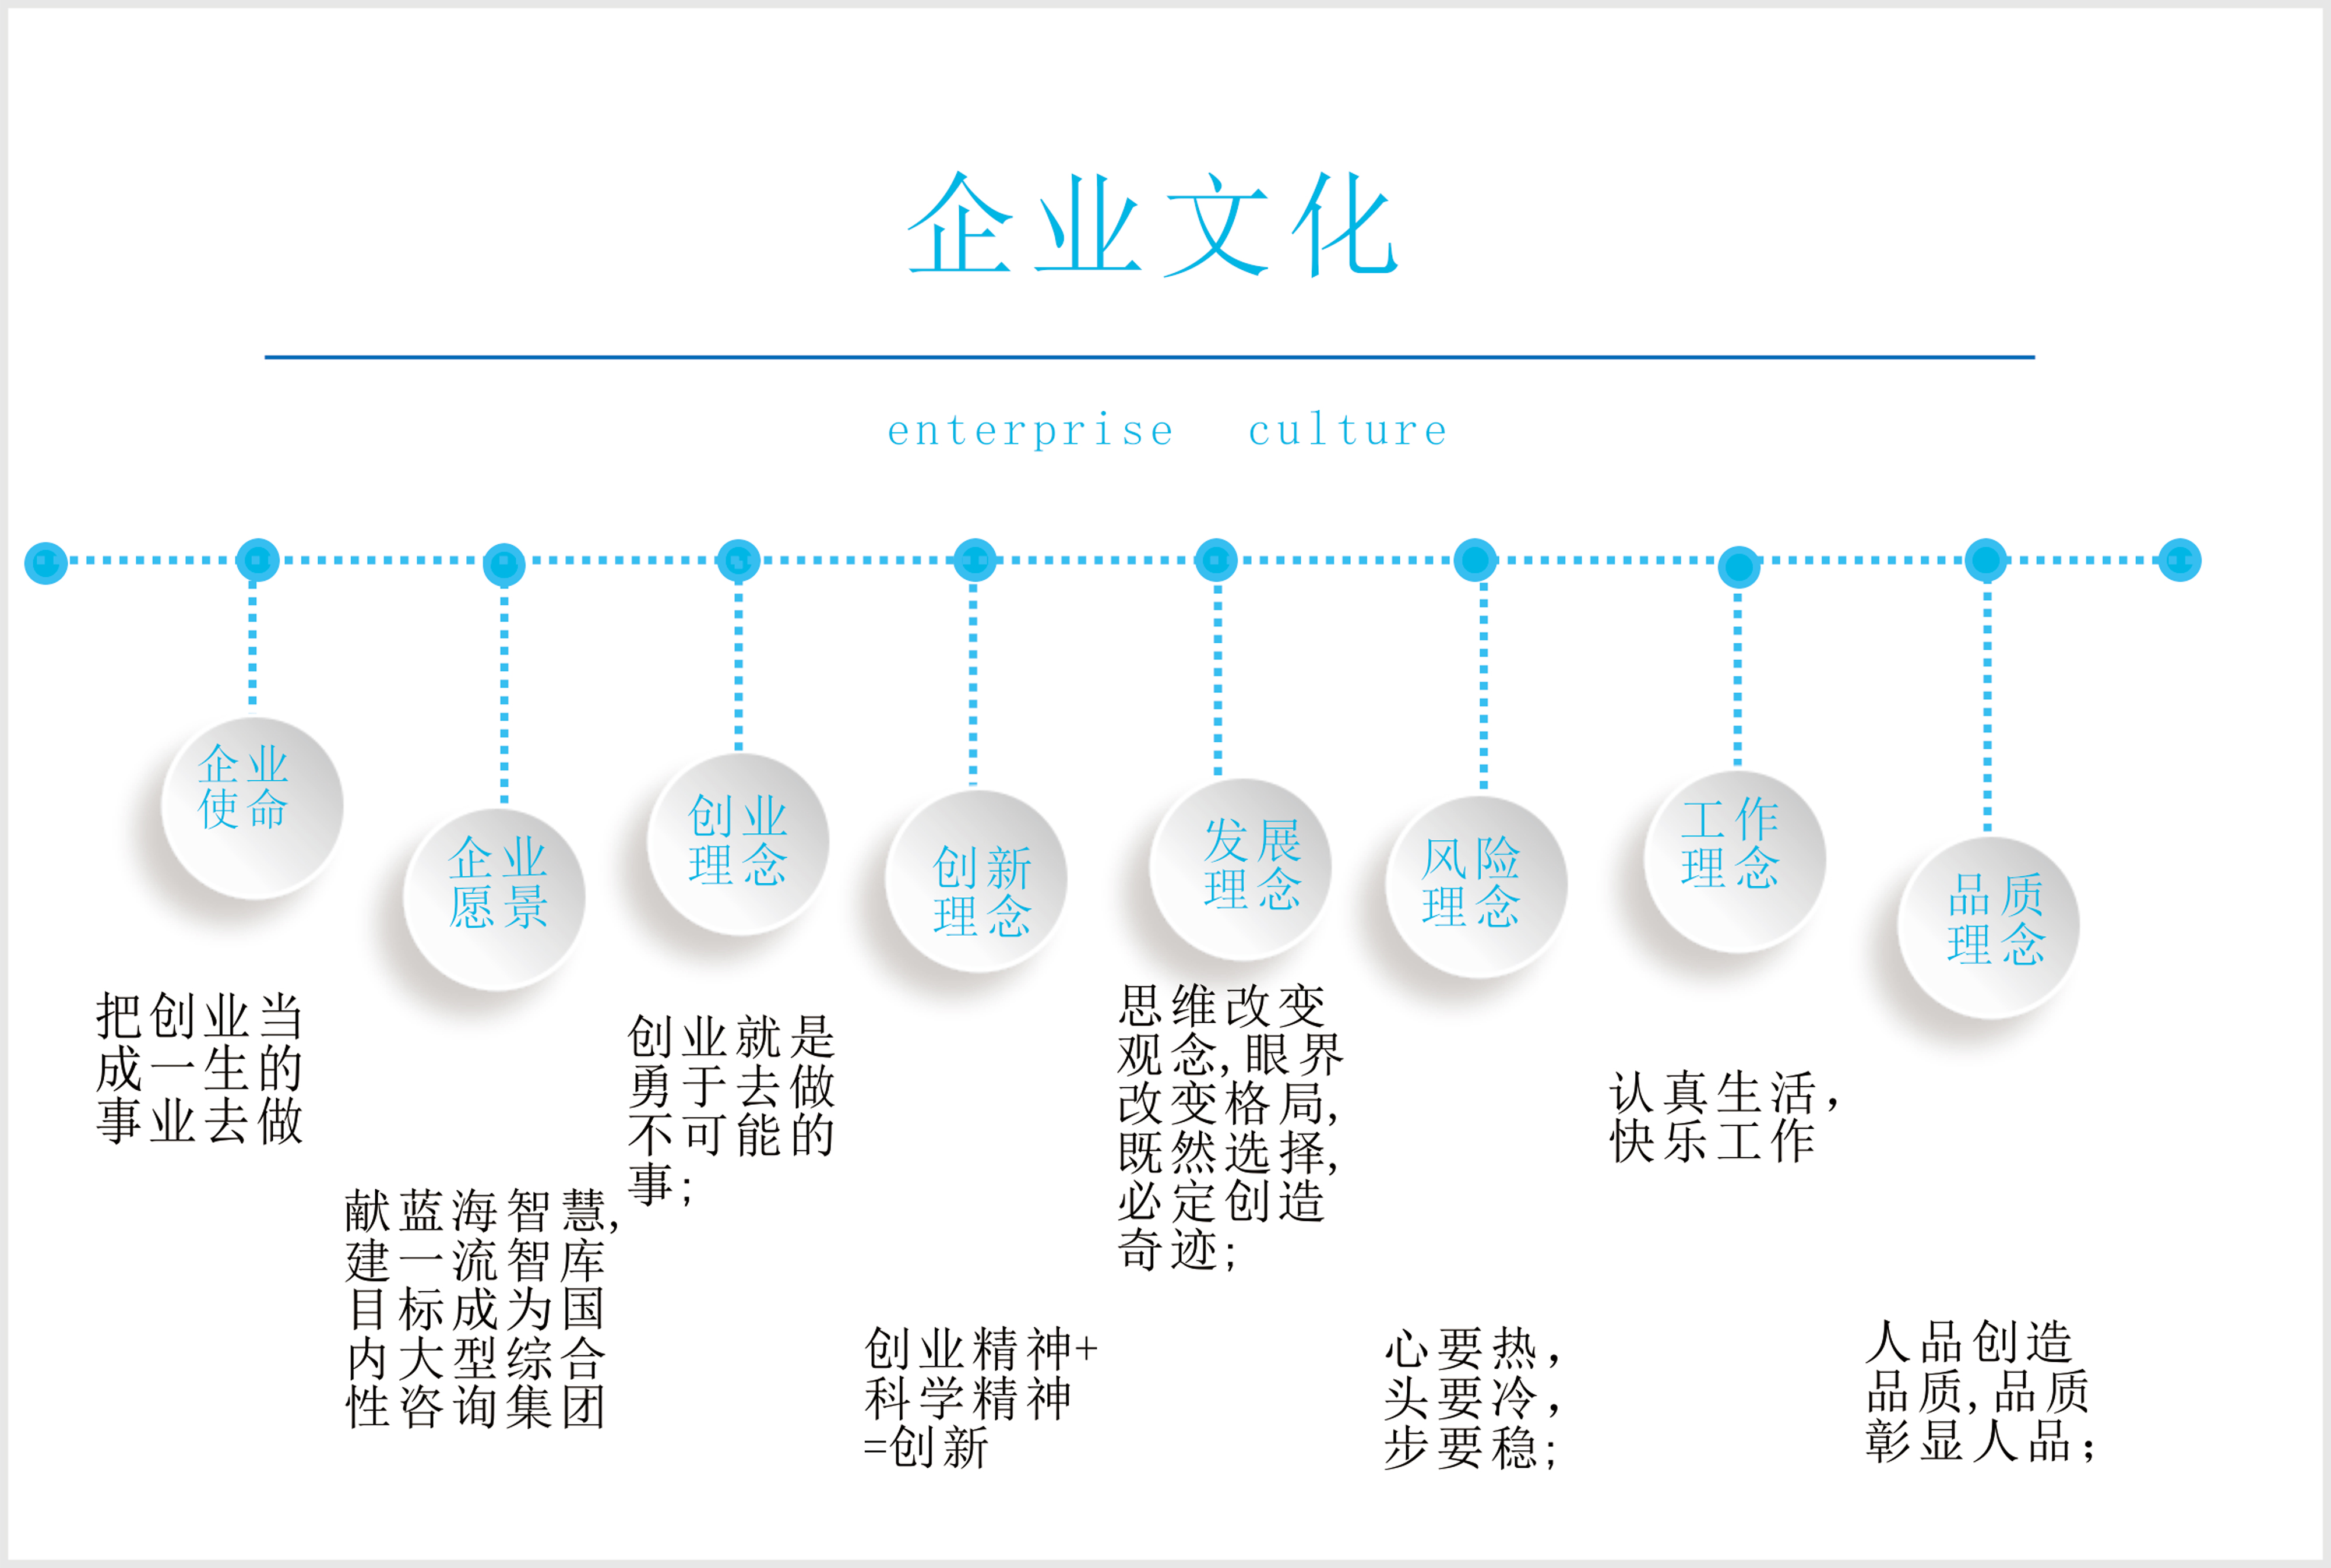 企业文化
enterprise culture
企业
使命
把创业当
成一生的
事业去做
企业
愿景
献蓝海智慧,
建一流智库
目标成为国
内大型综合
性咨询集团
创业
理念
创业就是
勇于去做
不可能的
事;
创新
理念
创业精神+
科学精神
=创新
发展
理念
思维改变
观念,眼界
改变格局,
既然选择,
必定创造
奇迹;
风险
理念
心要热，
头要冷，
步要稳;
工作
理念
认真生活，
快乐工作
品质
理念
人品创造
品质,品质
彰显人品；